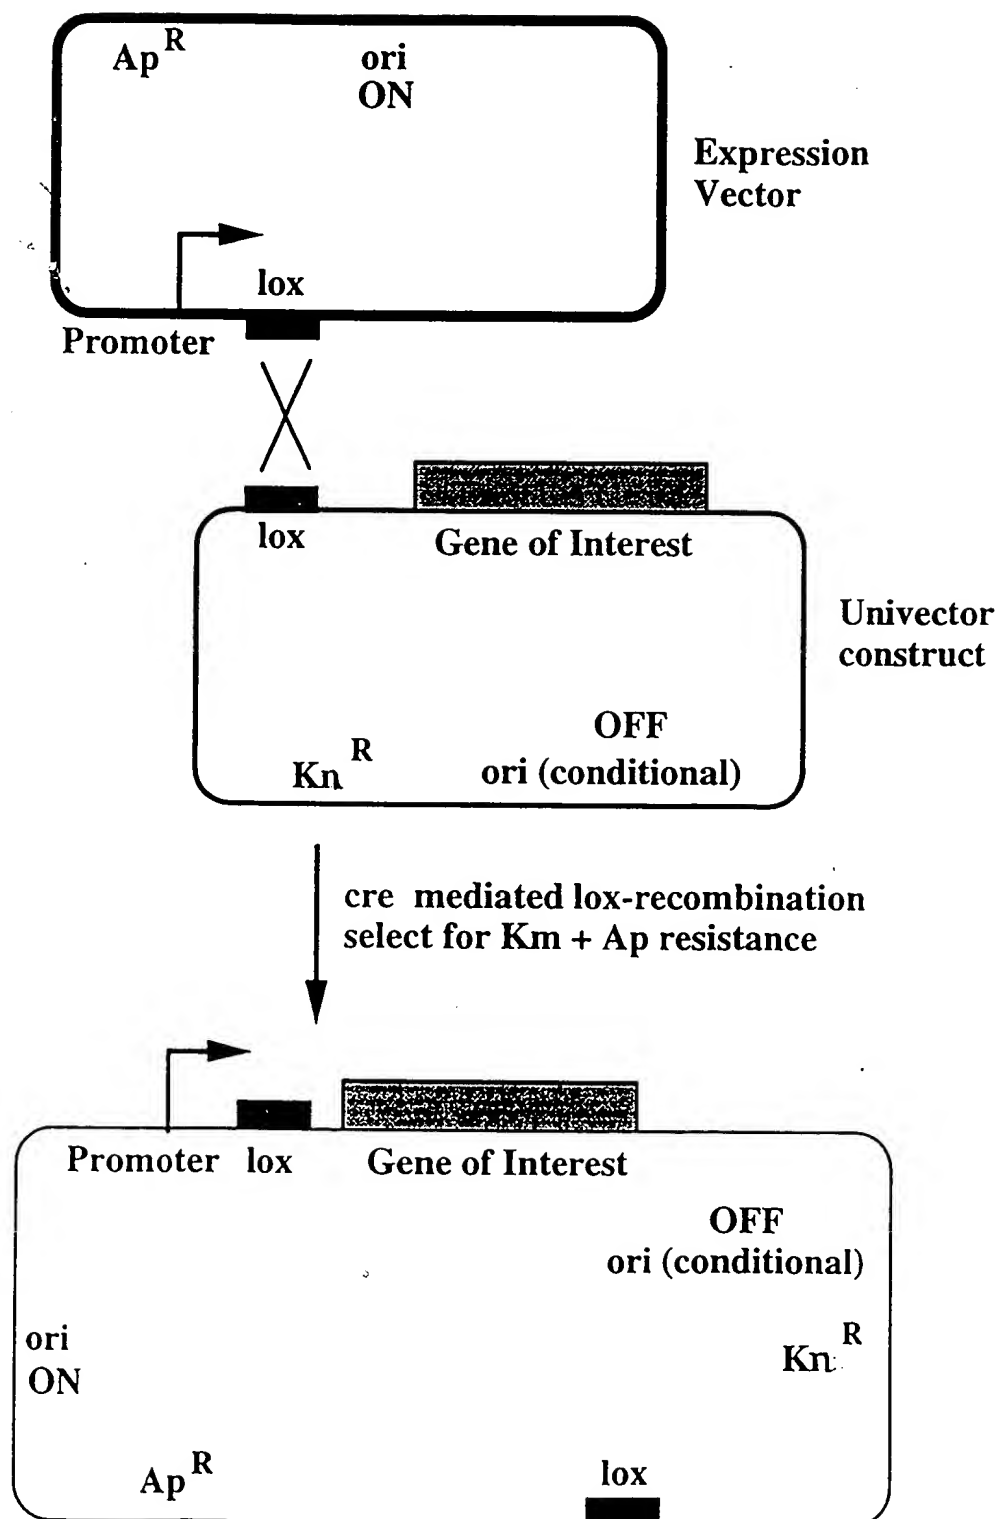 Ap R
ori
ON
Expression
Vector
lox
Promoter
lox
Gene of Interest
Univector
construct
OFF
ori (conditional)
Kn R
cre mediated lox-recombination
select for Km + Ap resistance
Promoter lox
Gene of Interest
OFF
ori (conditional)
ori
ON
Kn R
Ap R
lox